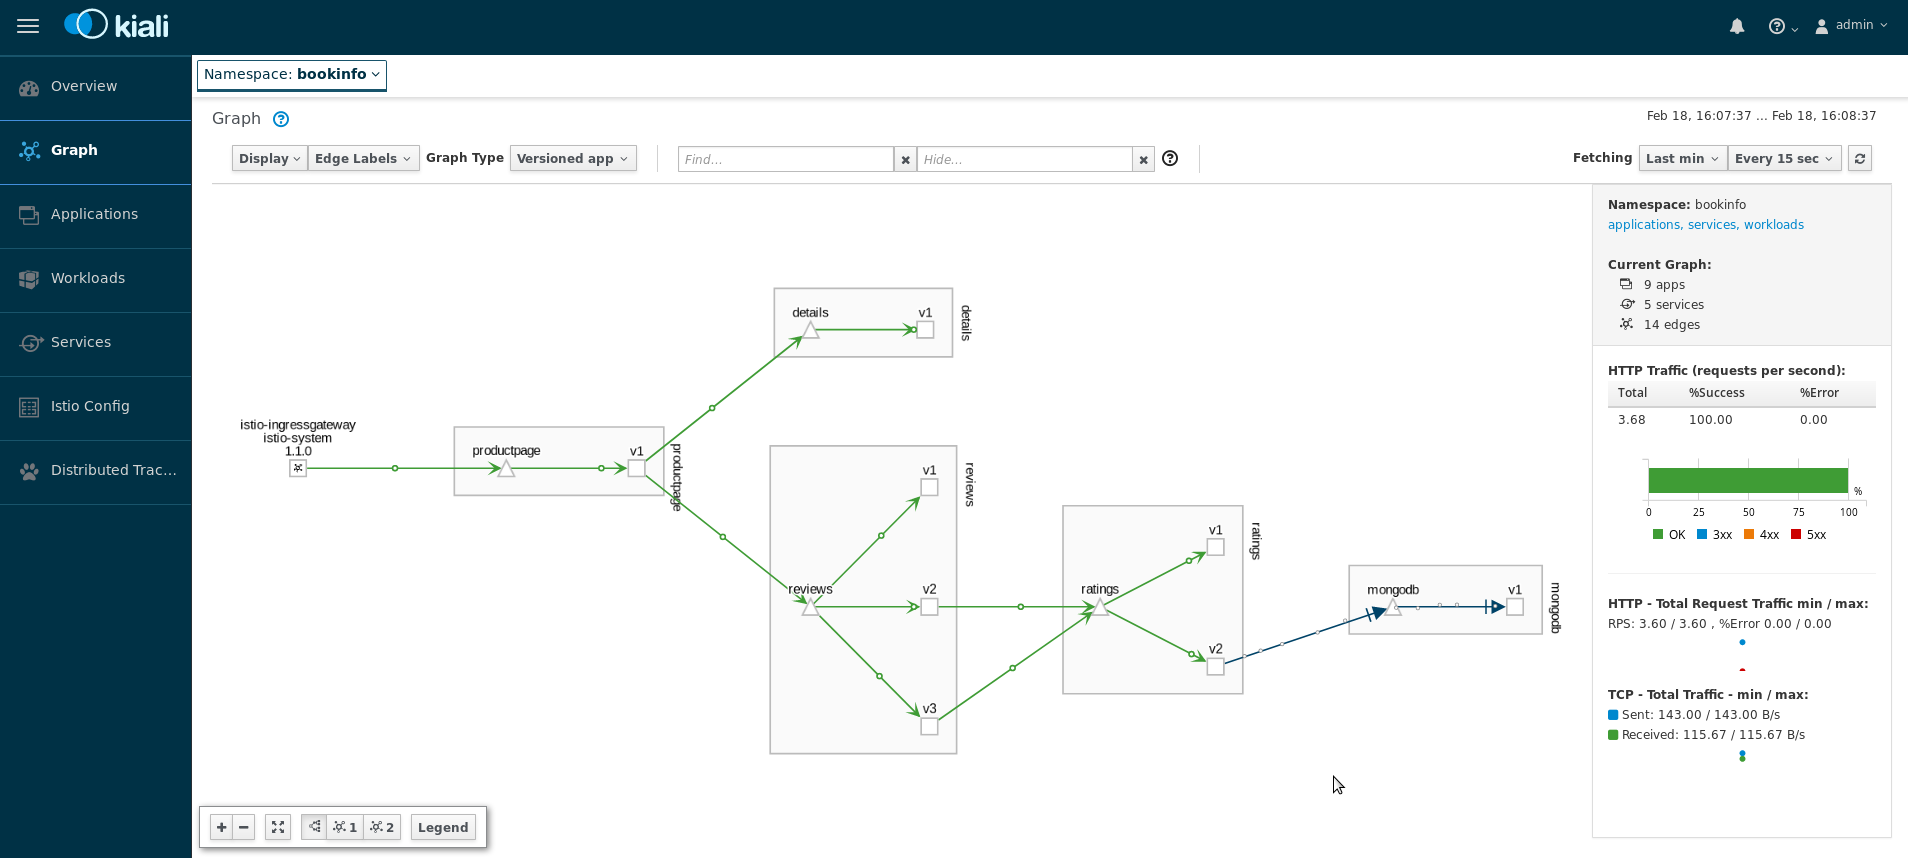 kiali
admin
Namespace: bookinfo
Overview
Graph
Applications
Workloads
Services
Istio Config
Distributed Trac...
Graph
Feb 18, 16:07:37 ... Feb 18, 16:08:37
Display
Edge Labels
Graph Type
Versioned app
Find...
Hide...
Fetching
Last min
Every 15 sec
istio-ingressgateway
istio-system
1.1.0
productpage
v1
productpage
details
v1
details
reviews
v1
v2
v3
reviews
ratings
v1
v2
ratings
mongodb
v1
mongodb
Namespace: bookinfo
applications, services, workloads
Current Graph:
9 apps
5 services
14 edges
HTTP Traffic (requests per second):
Total %Success %Error
3.68 100.00 0.00
%
0 25 50 75 100
OK 3xx 4xx 5xx
HTTP - Total Request Traffic min / max:
RPS: 3.60 / 3.60 , %Error 0.00 / 0.00
TCP - Total Traffic - min / max:
Sent: 143.00 / 143.00 B/s
Received: 115.67 / 115.67 B/s
1
2
Legend